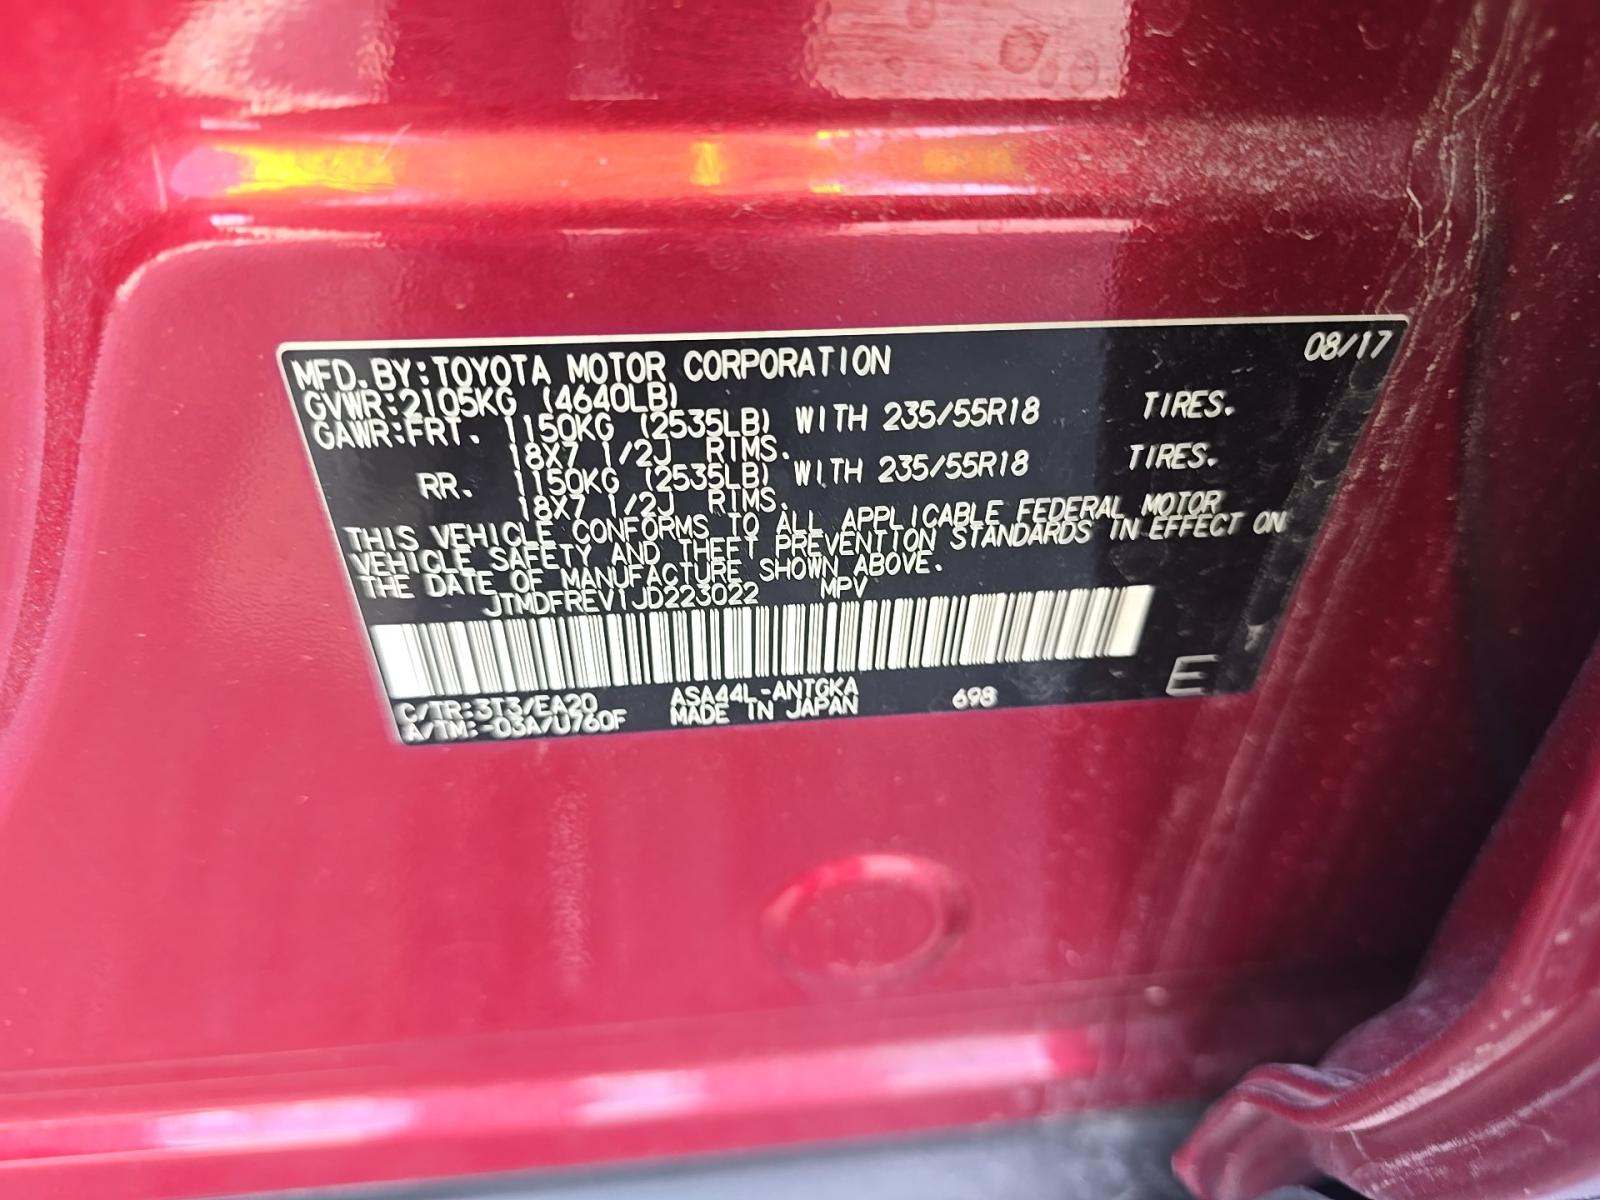 MFD. BY: TOYOTA MOTOR CORPORATION 08/17
GVWR: 2105KG (4640LB)
GAWR: FRT. 1150KG (2535LB) WITH 235/55R18 TIRES.
18X7 1/2J RIMS.
RR. 1150KG (2535LB) WITH 235/55R18 TIRES.
18X7 1/2J RIMS.
THIS VEHICLE CONFORMS TO ALL APPLICABLE FEDERAL MOTOR
VEHICLE SAFETY AND THEFT PREVENTION STANDARDS IN EFFECT ON
THE DATE OF MANUFACTURE SHOWN ABOVE.
JTMDFREV1JD223022 MPV
C/TR: 3T3/EA20 ASA44L-ANTGKA 698 E
A/TM: -03A/U760F MADE IN JAPAN